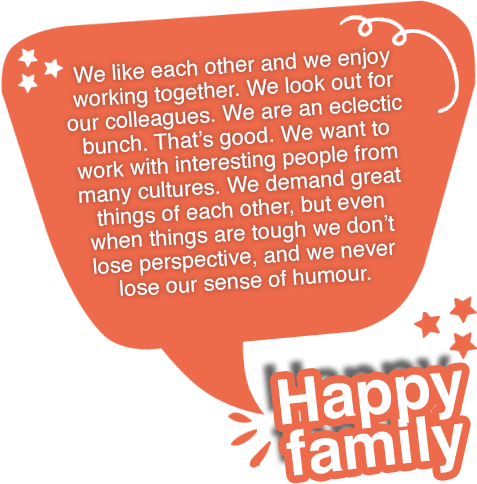 We like each other and we enjoy
working together. We look out for
our colleagues. We are an eclectic
bunch. That's good. We want to
work with interesting people from
many cultures. We demand great
things of each other, but even
when things are tough we don't
lose perspective, and we never
lose our sense of humour.
Happy
family